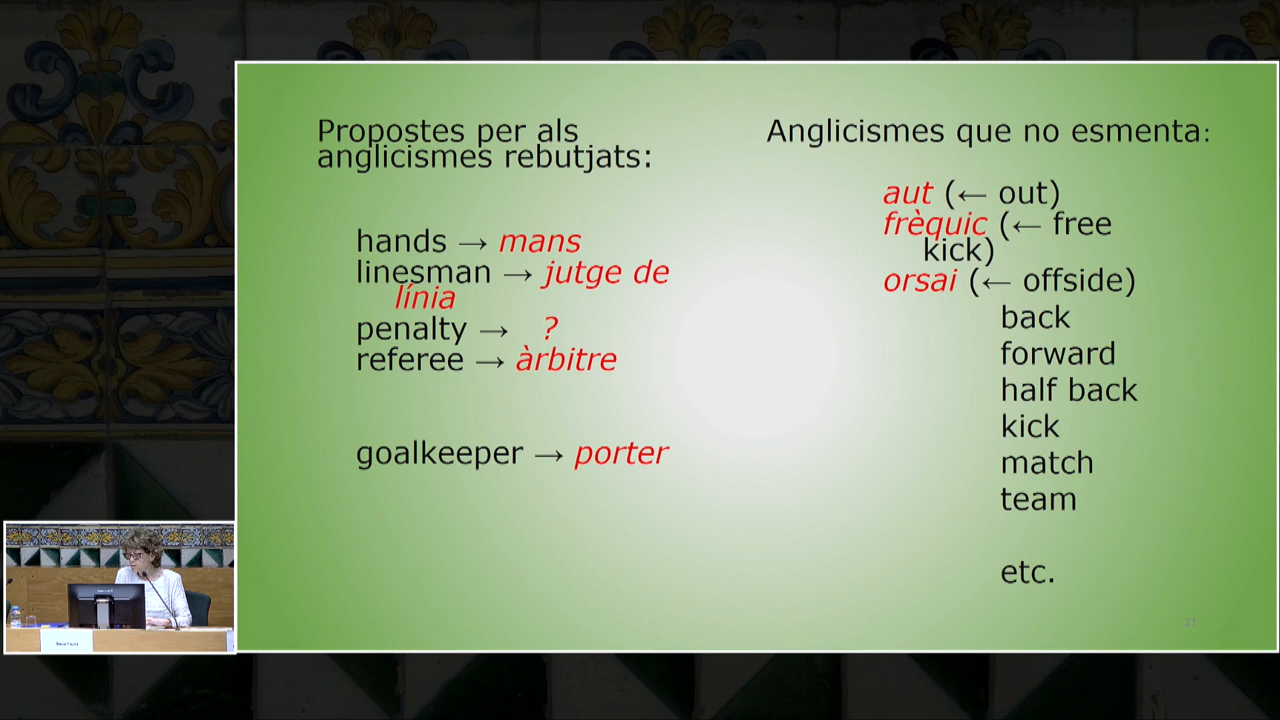 Propostes per als
anglicismes rebutjats:
hands → mans
linesman → jutge de
línia
penalty → ?
referee → àrbitre
goalkeeper → porter
Anglicismes que no esmenta:
aut (← out)
frèquic (← free
kick)
orsai (← offside)
back
forward
half back
kick
match
team
etc.
21